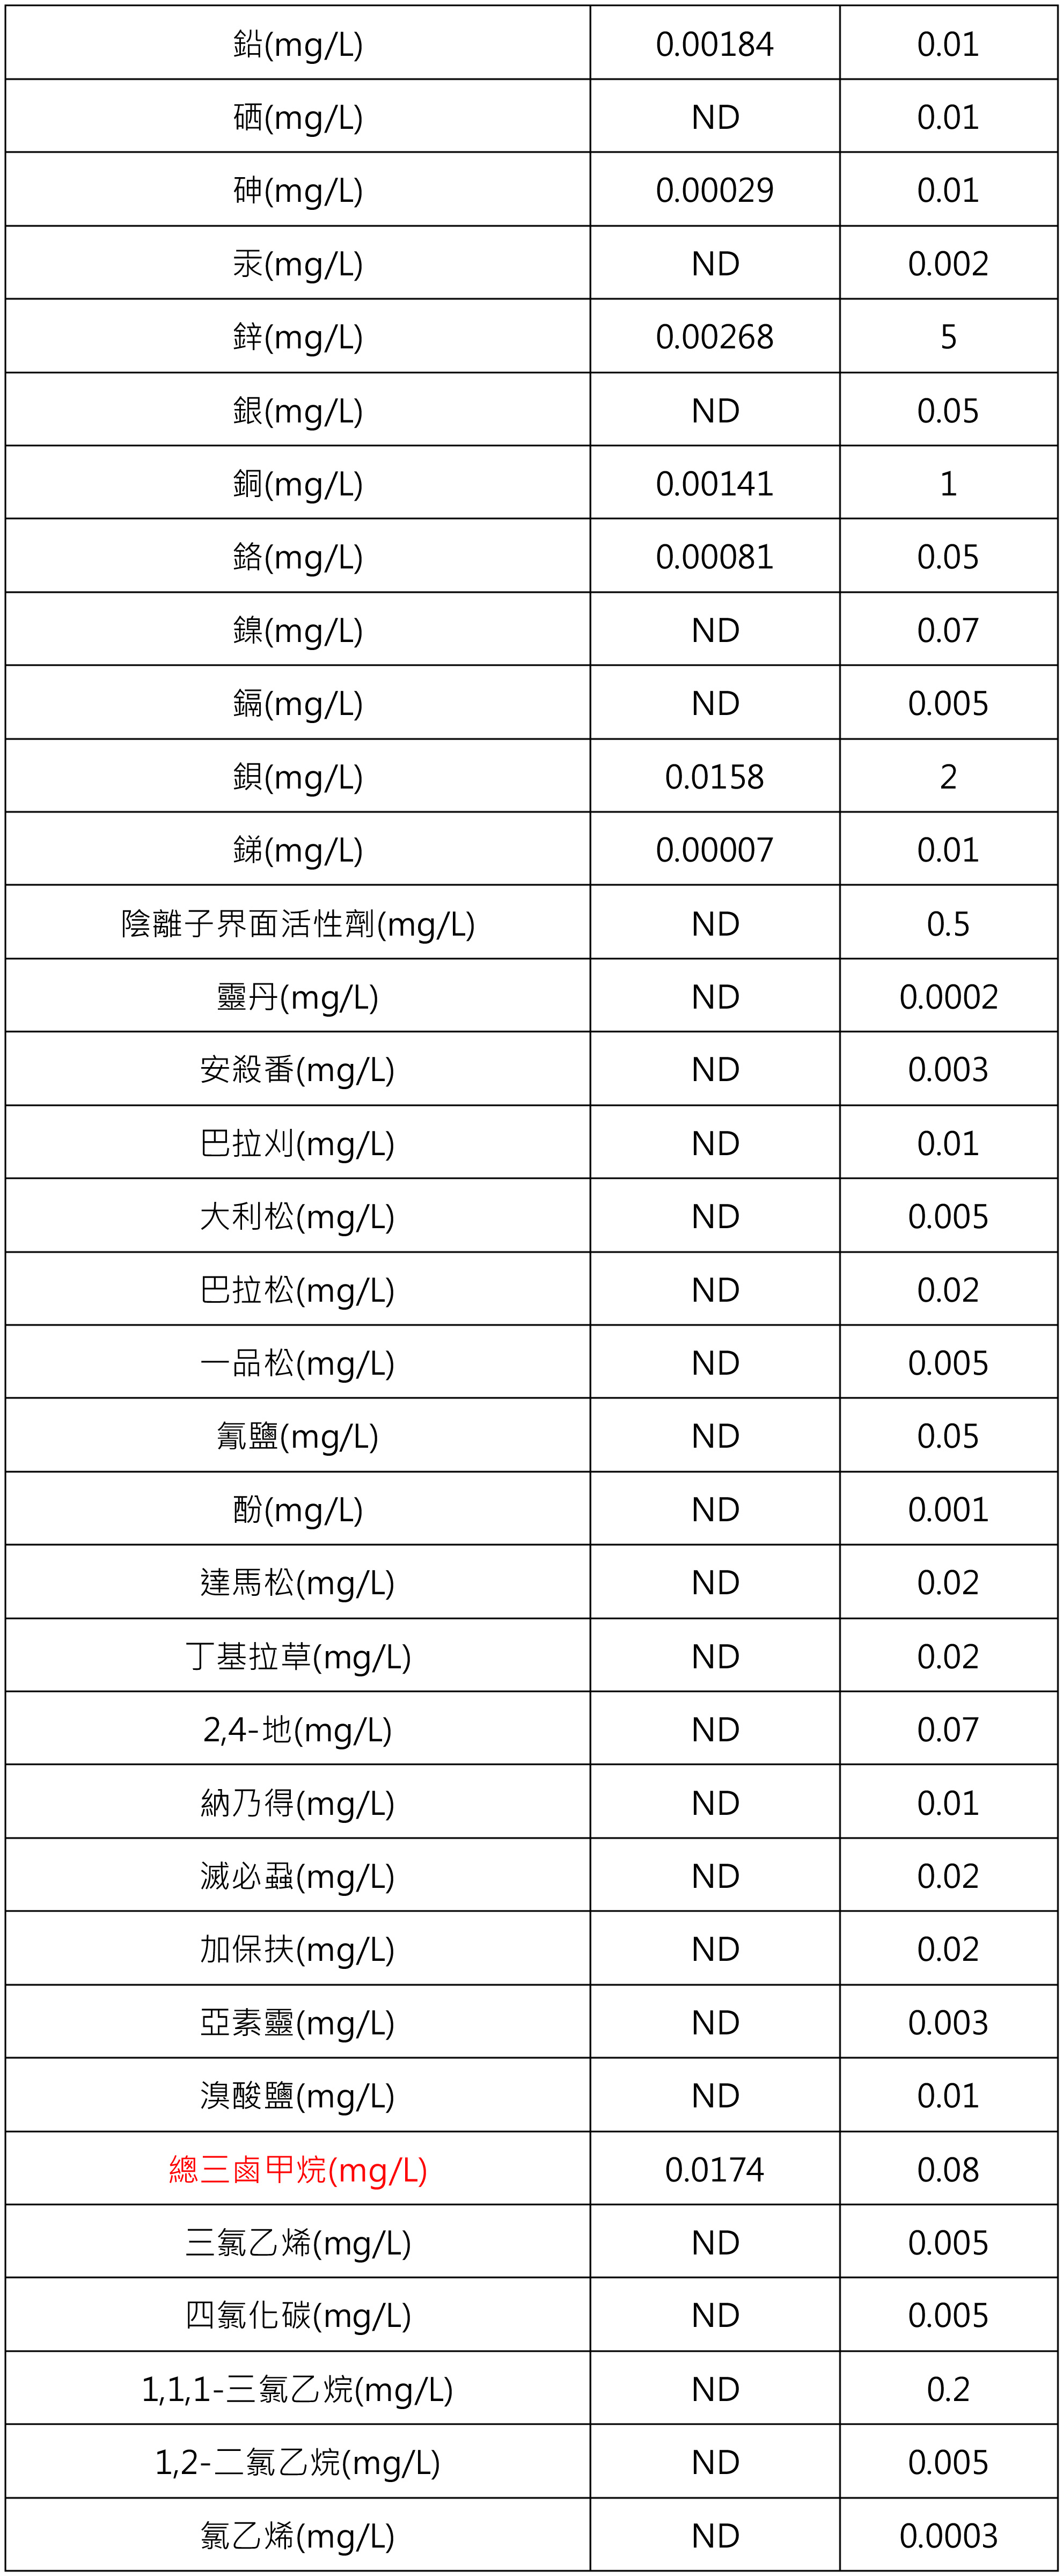 鉛(mg/L) 0.00184 0.01
硒(mg/L) ND 0.01
砷(mg/L) 0.00029 0.01
汞(mg/L) ND 0.002
鋅(mg/L) 0.00268 5
銀(mg/L) ND 0.05
銅(mg/L) 0.00141 1
鉻(mg/L) 0.00081 0.05
鎳(mg/L) ND 0.07
鎘(mg/L) ND 0.005
鋇(mg/L) 0.0158 2
銻(mg/L) 0.00007 0.01
陰離子界面活性劑(mg/L) ND 0.5
靈丹(mg/L) ND 0.0002
安殺番(mg/L) ND 0.003
巴拉刈(mg/L) ND 0.01
大利松(mg/L) ND 0.005
巴拉松(mg/L) ND 0.02
一品松(mg/L) ND 0.005
氰鹽(mg/L) ND 0.05
酚(mg/L) ND 0.001
達馬松(mg/L) ND 0.02
丁基拉草(mg/L) ND 0.02
2,4-地(mg/L) ND 0.07
納乃得(mg/L) ND 0.01
滅必蝨(mg/L) ND 0.02
加保扶(mg/L) ND 0.02
亞素靈(mg/L) ND 0.003
溴酸鹽(mg/L) ND 0.01
總三鹵甲烷(mg/L) 0.0174 0.08
三氯乙烯(mg/L) ND 0.005
四氯化碳(mg/L) ND 0.005
1,1,1-三氯乙烷(mg/L) ND 0.2
1,2-二氯乙烷(mg/L) ND 0.005
氯乙烯(mg/L) ND 0.0003